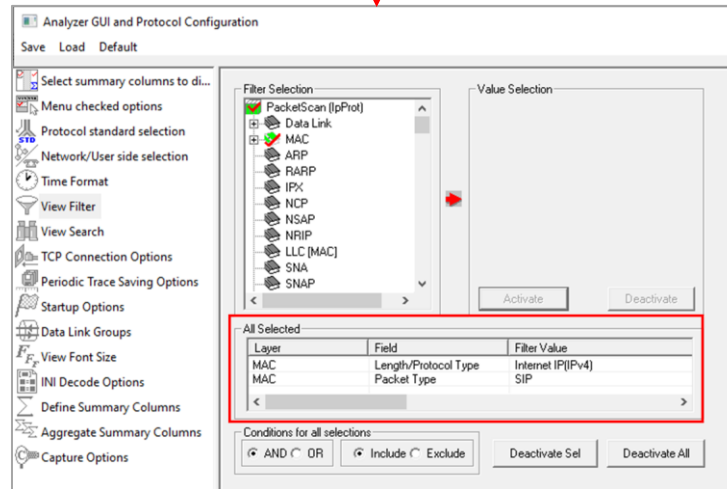 Analyzer GUI and Protocol Configuration
Save Load Default
Select summary columns to di...
Menu checked options
Protocol standard selection
STD
Network/User side selection
Time Format
View Filter
View Search
TCP Connection Options
Periodic Trace Saving Options
Startup Options
Data Link Groups
View Font Size
INI Decode Options
Define Summary Columns
Aggregate Summary Columns
Capture Options
Filter Selection
PacketScan (IpProt)
Data Link
MAC
ARP
RARP
IPX
NCP
NSAP
NRIP
LLC [MAC]
SNA
SNAP
Value Selection
Activate Deactivate
All Selected
Layer Field Filter Value
MAC Length/Protocol Type Internet IP(IPv4)
MAC Packet Type SIP
Conditions for all selections
AND OR Include Exclude Deactivate Sel Deactivate All